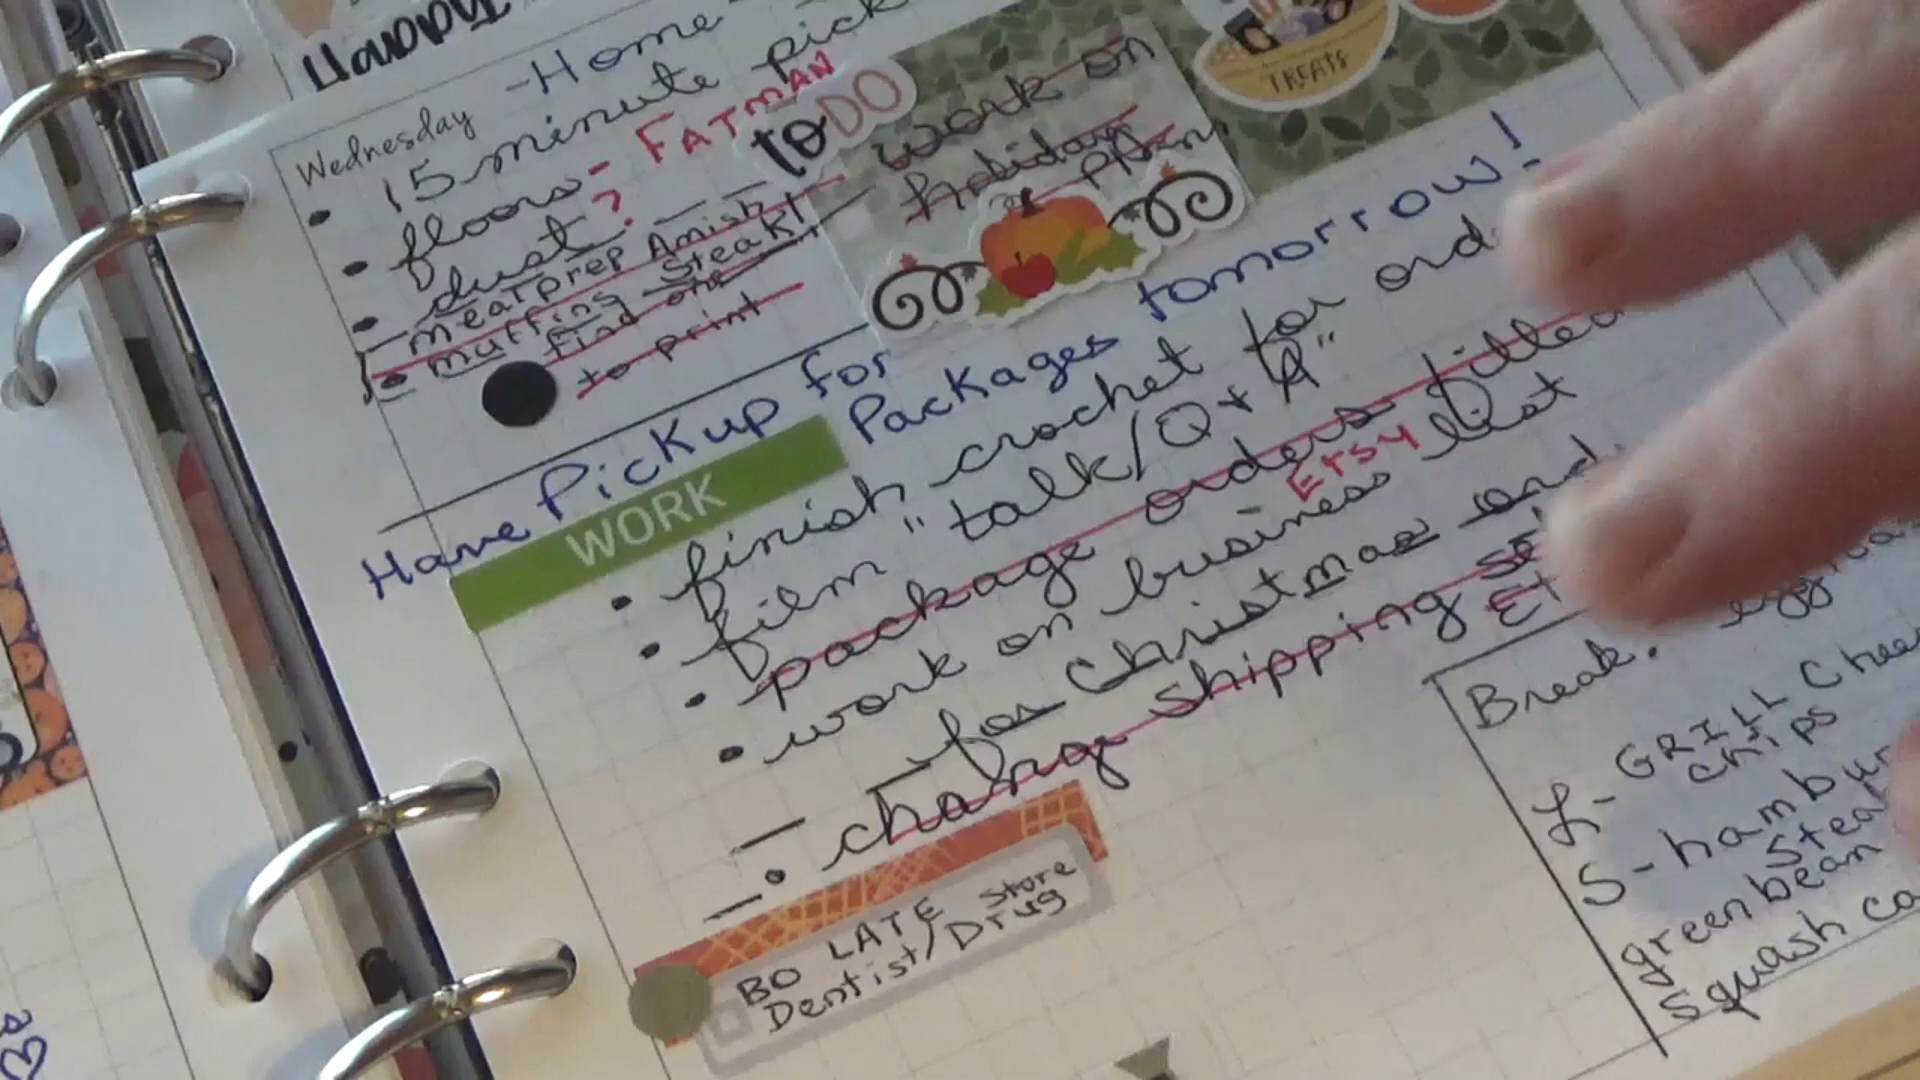 Happy
Wednesday - Home -
• 15 minute pick
• floors - FATMAN
• dust?
mealprep Amish
• muffins Steak!
find one
to print
to DO
work on
holiday
TREATS
Have Pickup for
Packages tomorrow!
WORK
• finish crochet for ord
• film "talk/Q + A"
• package orders filled
ETSY
• work on business list
for Christmas ord
• change shipping
BO LATE Store
Dentist/Drug
Break.
L - GRILL Chee
chips
S - hambur
Steak
green bean
Squash ca